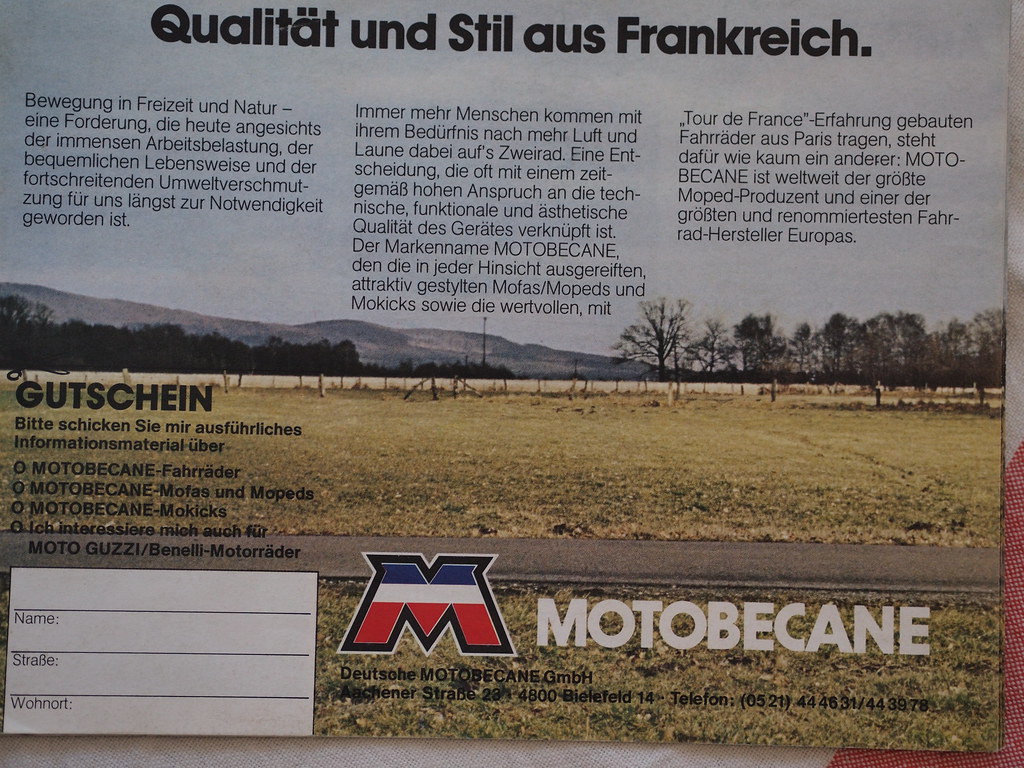 Qualität und Stil aus Frankreich.
Bewegung in Freizeit und Natur –
eine Forderung, die heute angesichts
der immensen Arbeitsbelastung, der
bequemlichen Lebensweise und der
fortschreitenden Umweltverschmut-
zung für uns längst zur Notwendigkeit
geworden ist.
Immer mehr Menschen kommen mit
ihrem Bedürfnis nach mehr Luft und
Laune dabei auf's Zweirad. Eine Ent-
scheidung, die oft mit einem zeit-
gemäß hohen Anspruch an die tech-
nische, funktionale und ästhetische
Qualität des Gerätes verknüpft ist.
Der Markenname MOTOBECANE,
den die in jeder Hinsicht ausgereiften,
attraktiv gestylten Mofas/Mopeds und
Mokicks sowie die wertvollen, mit
„Tour de France"-Erfahrung gebauten
Fahrräder aus Paris tragen, steht
dafür wie kaum ein anderer: MOTO-
BECANE ist weltweit der größte
Moped-Produzent und einer der
größten und renommiertesten Fahr-
rad-Hersteller Europas.
GUTSCHEIN
Bitte schicken Sie mir ausführliches
Informationsmaterial über
O MOTOBECANE-Fahrräder
O MOTOBECANE-Mofas und Mopeds
O MOTOBECANE-Mokicks
O Ich interessiere mich auch für
MOTO GUZZI/Benelli-Motorräder
Name:
Straße:
Wohnort:
M MOTOBECANE
Deutsche MOTOBECANE GmbH
Aachener Straße 23 · 4800 Bielefeld 14 · Telefon: (05 21) 44 46 31/44 39 78